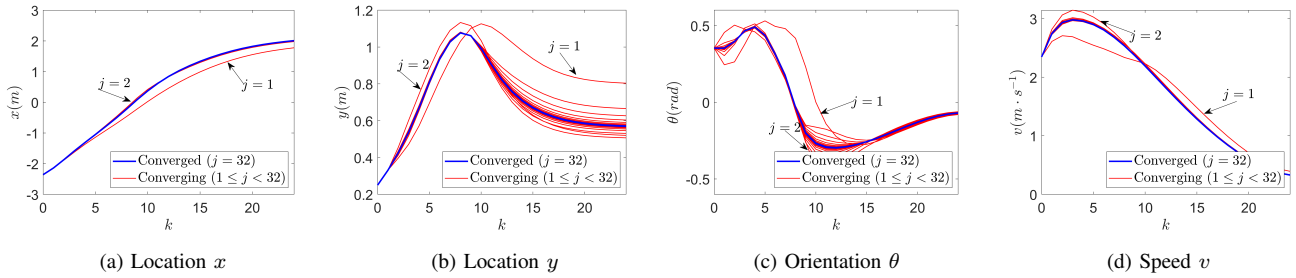 3
2
1
0
-1
-2
-3
x(m)
0
5
10
15
20
k
j = 2
j = 1
Converged (j = 32)
Converging (1 ≤ j < 32)
(a) Location x
1.2
1
0.8
0.6
0.4
0.2
y(m)
0
5
10
15
20
k
j = 1
j = 2
Converged (j = 32)
Converging (1 ≤ j < 32)
(b) Location y
0.5
0
-0.5
θ(rad)
0
5
10
15
20
k
j = 1
j = 2
Converged (j = 32)
Converging (1 ≤ j < 32)
(c) Orientation θ
3
2
1
0
v(m · s⁻¹)
0
5
10
15
20
k
j = 2
j = 1
Converged (j = 32)
Converging (1 ≤ j < 32)
(d) Speed v